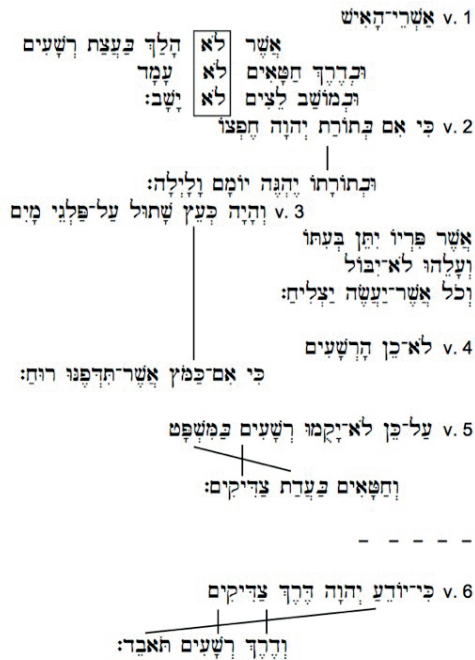 v. 1 אַשְׁרֵי־הָאִישׁ
אֲשֶׁר לֹא הָלַךְ בַּעֲצַת רְשָׁעִים
וּבְדֶרֶךְ חַטָּאִים לֹא עָמָד
וּבְמוֹשַׁב לֵצִים לֹא יָשָׁב׃
v. 2 כִּי אִם בְּתוֹרַת יְהוָה חֶפְצוֹ
וּבְתוֹרָתוֹ יֶהְגֶּה יוֹמָם וָלָיְלָה׃
v. 3 וְהָיָה כְּעֵץ שָׁתוּל עַל־פַּלְגֵי מָיִם
אֲשֶׁר פִּרְיוֹ יִתֵּן בְּעִתּוֹ
וְעָלֵהוּ לֹא־יִבּוֹל
וְכֹל אֲשֶׁר־יַעֲשֶׂה יַצְלִיחַ׃
v. 4 לֹא־כֵן הָרְשָׁעִים
כִּי אִם־כַּמֹּץ אֲשֶׁר־תִּדְּפֶנּוּ רוּחַ׃
v. 5 עַל־כֵּן לֹא־יָקֻמוּ רְשָׁעִים בַּמִּשְׁפָּט
וְחַטָּאִים בַּעֲדַת צַדִּיקִים׃
v. 6 כִּי־יוֹדֵעַ יְהוָה דֶּרֶךְ צַדִּיקִים
וְדֶרֶךְ רְשָׁעִים תֹּאבֵד׃